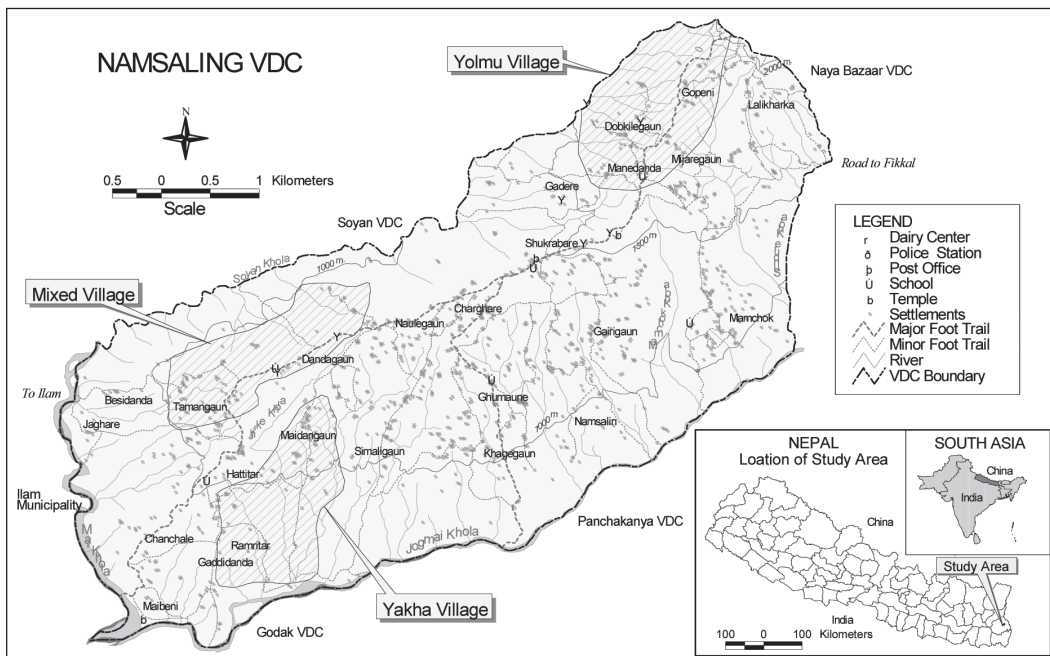 NAMSALING VDC
N
0.5 0 0.5 1 Kilometers
Scale
Yolmu Village
Naya Bazaar VDC
2000 m.
Gopeni
Lalikharka
Y
Dobkilegaun
Manedanda
Mijaregaun
Road to Fikkal
Gadere
Y
Soyan VDC
Shukrabare Y
Y b
1500 m.
Soyan Khola
1000 m.
Mixed Village
Charghare
Naulegaun
Gairigaun
Mamchok
Y
Dandagaun
To Ilam
Besidanda
Tamangaun
Jaghare
Ghumaune
Maidangaun
Namsalin
1000 m
Simaligaun
Khagegaun
Hattitar
Ilam
Municipality
Mai Khola
Panchakanya VDC
Jogmai Khola
Chanchale
Ramritar
Gaddidanda
Yakha Village
Maibeni
b
Godak VDC
LEGEND
r Dairy Center
ð Police Station
þ Post Office
Ü School
b Temple
Settlements
Major Foot Trail
Minor Foot Trail
River
VDC Boundary
NEPAL
Loation of Study Area
SOUTH ASIA
China
India
China
Study Area
India
Kilometers
100 0 100